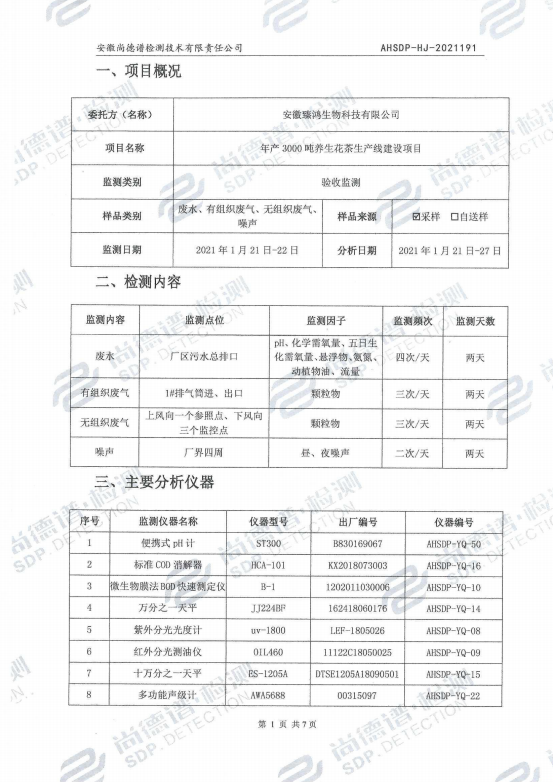 安徽尚德谱检测技术有限责任公司 AHSDP-HJ-2021191
一、项目概况
委托方（名称） 安徽臻鸿生物科技有限公司
项目名称 年产 3000 吨养生花茶生产线建设项目
监测类别 验收监测
样品类别 废水、有组织废气、无组织废气、噪声 样品来源 ☑采样 ☐自送样
监测日期 2021 年 1 月 21 日-22 日 分析日期 2021 年 1 月 21 日-27 日
二、检测内容
监测内容 监测点位 监测因子 监测频次 监测天数
废水 厂区污水总排口 pH、化学需氧量、五日生化需氧量、悬浮物、氨氮、动植物油、流量 四次/天 两天
有组织废气 1#排气筒进、出口 颗粒物 三次/天 两天
无组织废气 上风向一个参照点、下风向三个监控点 颗粒物 三次/天 两天
噪声 厂界四周 昼、夜噪声 二次/天 两天
三、主要分析仪器
序号 监测仪器名称 仪器型号 出厂编号 仪器编号
1 便携式 pH 计 ST300 B830169067 AHSDP-YQ-50
2 标准 COD 消解器 HCA-101 KX2018073003 AHSDP-YQ-16
3 微生物膜法 BOD 快速测定仪 B-1 1202011030006 AHSDP-YQ-10
4 万分之一天平 JJ224BF 162418060176 AHSDP-YQ-14
5 紫外分光光度计 uv-1800 LEF-1805026 AHSDP-YQ-08
6 红外分光测油仪 OIL460 11122C18050025 AHSDP-YQ-09
7 十万分之一天平 ES-1205A DTSE1205A18090501 AHSDP-YQ-15
8 多功能声级计 AWA5688 00315097 AHSDP-YQ-22
第 1 页 共 7 页
尚德谱·检测
SDP·DETECTION